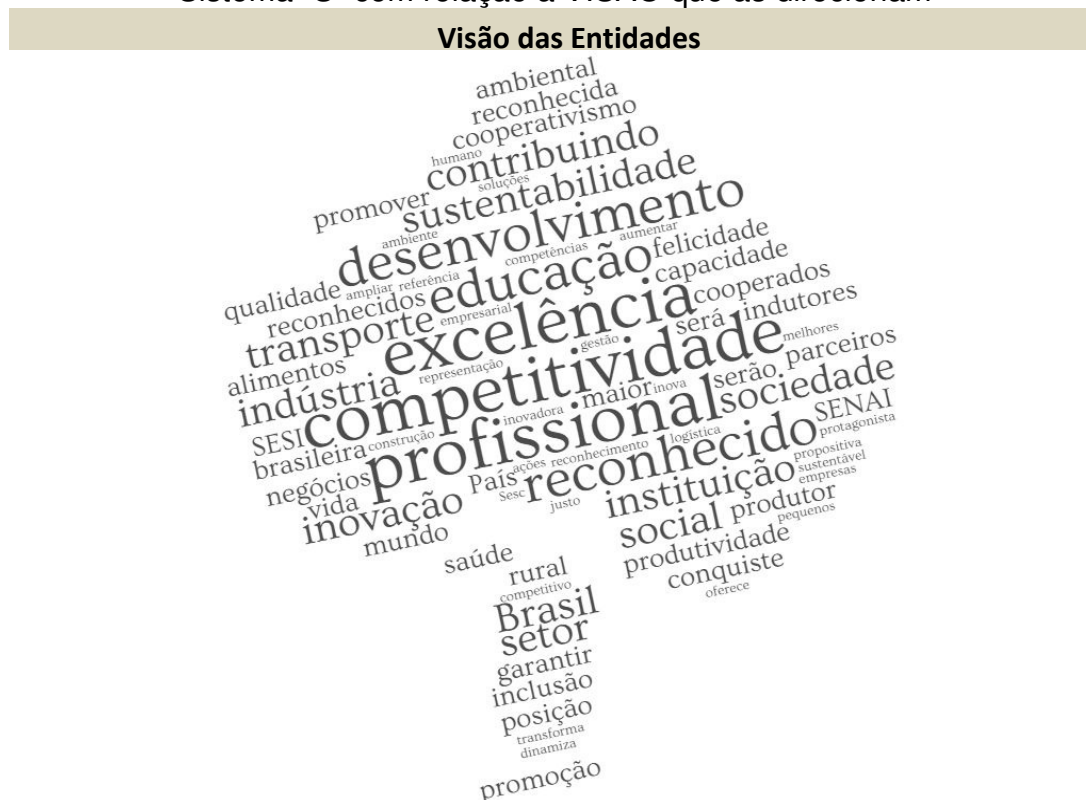 Sistema "S" com relação a VISÃO que as direcionam
Visão das Entidades
ambiental
reconhecida
cooperativismo
humano
contribuindo
soluções
promover
sustentabilidade
ambiente
desenvolvimento
competências
aumentar
felicidade
qualidade
ampliar
referência
educação
capacidade
reconhecidos
empresarial
cooperados
transporte
excelência
será
indutores
alimentos
representação
gestão
melhores
indústria
competitividade
serão
parceiros
SESI
construção
inovadora
maior
inova
sociedade
brasileira
profissional
SENAI
negócios
ações
reconhecimento
logística
protagonista
vida
País
Sesc
reconhecido
propositiva
inovação
justo
instituição
sustentável
empresas
mundo
social
produtor
pequenos
saúde
produtividade
rural
conquiste
competitivo
oferece
Brasil
setor
garantir
inclusão
posição
transforma
dinamiza
promoção